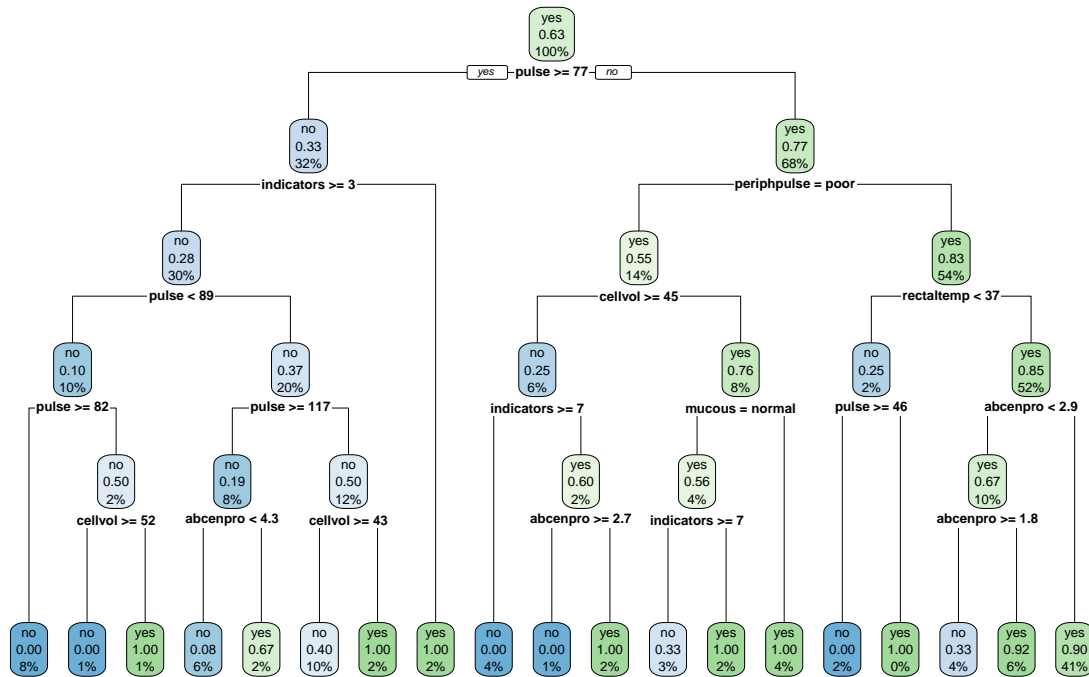 yes
0.63
100%
yes pulse >= 77 no
no
0.33
32%
yes
0.77
68%
indicators >= 3
periphpulse = poor
no
0.28
30%
yes
0.55
14%
yes
0.83
54%
pulse < 89
cellvol >= 45
rectaltemp < 37
no
0.10
10%
no
0.37
20%
no
0.25
6%
yes
0.76
8%
no
0.25
2%
yes
0.85
52%
pulse >= 82
pulse >= 117
indicators >= 7
mucous = normal
pulse >= 46
abcenpro < 2.9
no
0.50
2%
no
0.19
8%
no
0.50
12%
yes
0.60
2%
yes
0.56
4%
yes
0.67
10%
cellvol >= 52
abcenpro < 4.3
cellvol >= 43
abcenpro >= 2.7
indicators >= 7
abcenpro >= 1.8
no
0.00
8%
no
0.00
1%
yes
1.00
1%
no
0.08
6%
yes
0.67
2%
no
0.40
10%
yes
1.00
2%
yes
1.00
2%
no
0.00
4%
no
0.00
1%
yes
1.00
2%
no
0.33
3%
yes
1.00
2%
yes
1.00
4%
no
0.00
2%
yes
1.00
0%
no
0.33
4%
yes
0.92
6%
yes
0.90
41%